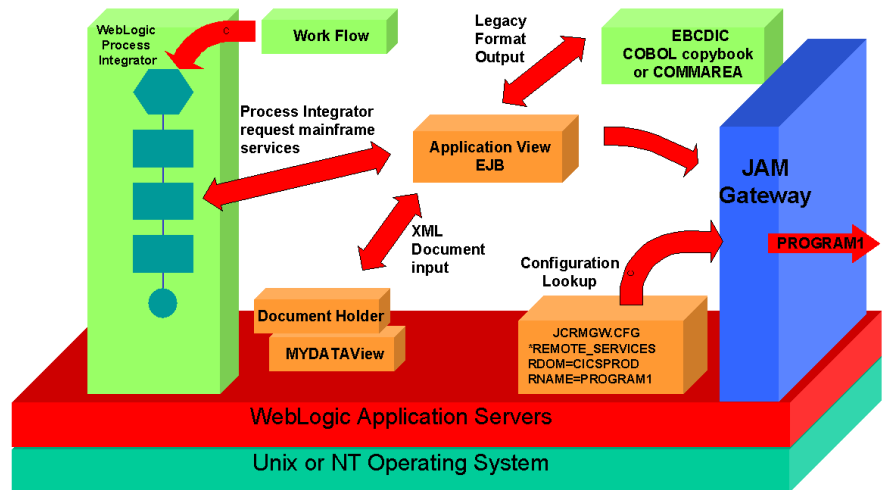 WebLogic
Process
Integrator
Work Flow
Legacy
Format
Output
EBCDIC
COBOL copybook
or COMMAREA
Process Integrator
request mainframe
services
Application View
EJB
JAM
Gateway
PROGRAM1
XML
Document
input
Configuration
Lookup
Document Holder
MYDATAView
JCRMGW.CFG
*REMOTE_SERVICES
RDOM=CICSPROD
RNAME=PROGRAM1
WebLogic Application Servers
Unix or NT Operating System